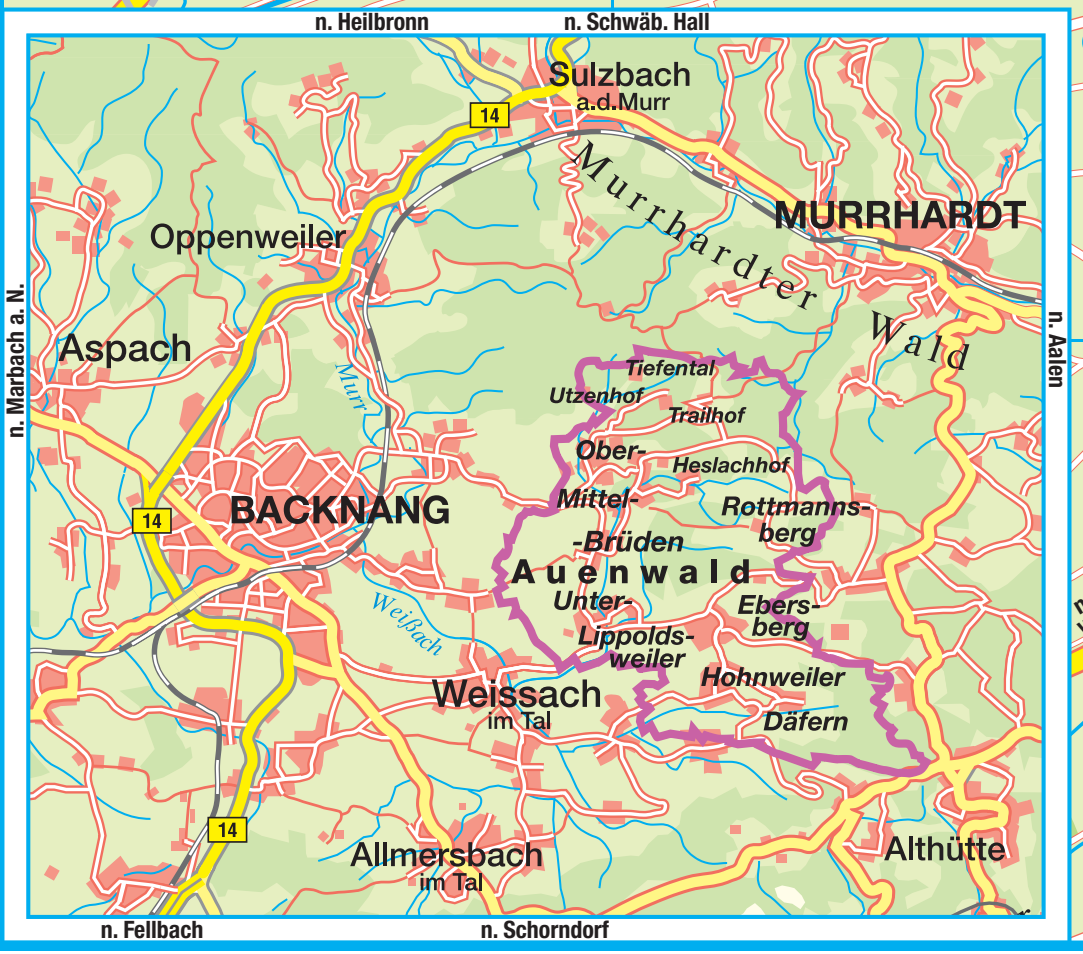 n. Heilbronn
n. Schwäb. Hall
Sulzbach
a.d.Murr
14
Murrhardter
Wald
MURRHARDT
Oppenweiler
n. Marbach a. N.
n. Aalen
Aspach
Murr
Tiefental
Utzenhof
Trailhof
Ober-
Heslachhof
Mittel-
Rottmanns-
berg
14
BACKNANG
-Brüden
Auenwald
Unter-
Ebers-
berg
Weißach
Lippolds-
weiler
Hohnweiler
Weissach
im Tal
Däfern
14
Allmersbach
im Tal
Althütte
n. Fellbach
n. Schorndorf